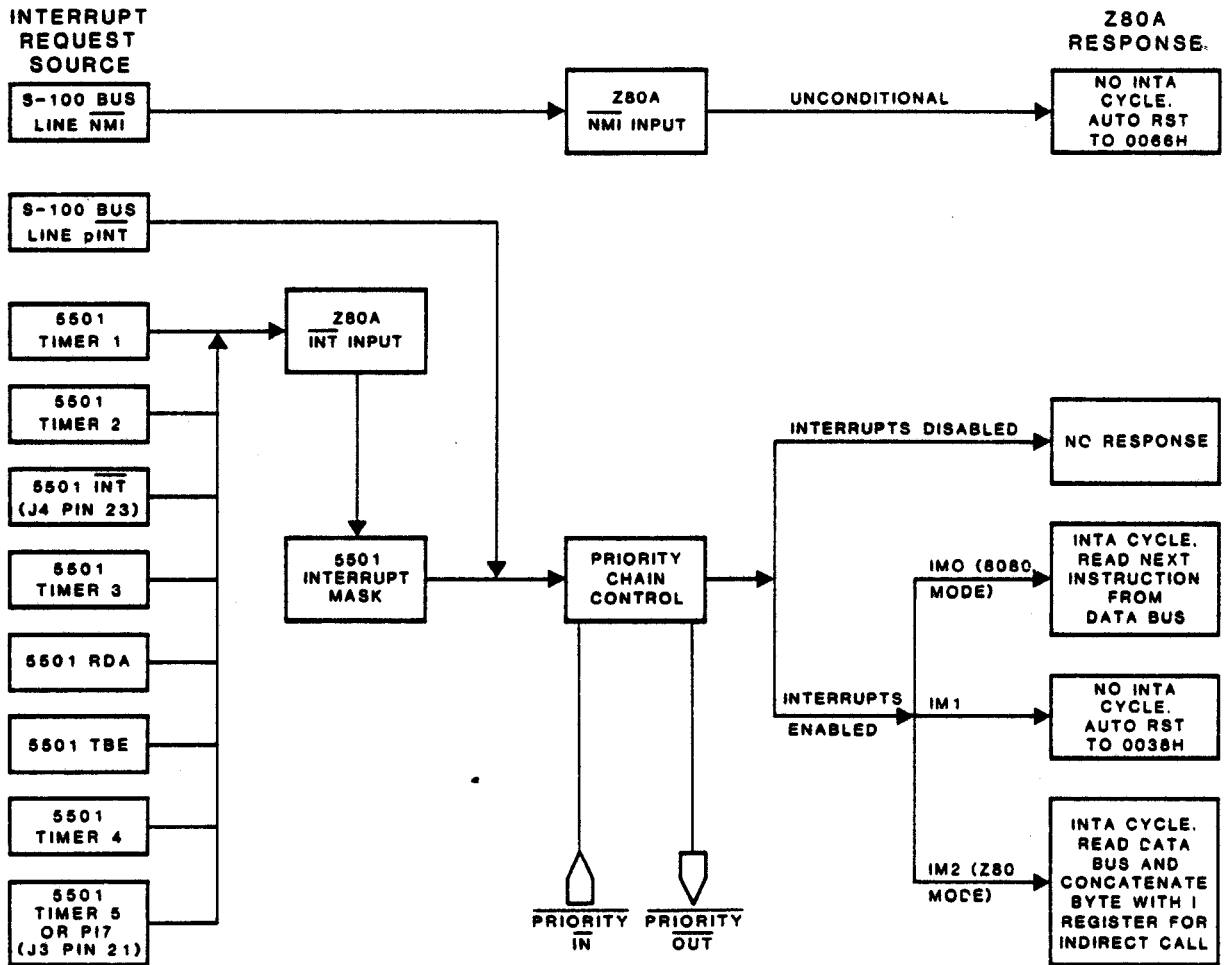 INTERRUPT
REQUEST
SOURCE
Z80A
RESPONSE
S-100 BUS
LINE NMI
Z80A
NMI INPUT
UNCONDITIONAL
NO INTA
CYCLE.
AUTO RST
TO 0066H
S-100 BUS
LINE pINT
5501
TIMER 1
Z80A
INT INPUT
5501
TIMER 2
INTERRUPTS DISABLED
NO RESPONSE
5501 INT
(J4 PIN 23)
5501
TIMER 3
5501
INTERRUPT
MASK
PRIORITY
CHAIN
CONTROL
IM0 (8080
MODE)
INTA CYCLE.
READ NEXT
INSTRUCTION
FROM
DATA BUS
5501 RDA
INTERRUPTS
ENABLED
IM1
NO INTA
CYCLE.
AUTO RST
TO 0038H
5501 TBE
5501
TIMER 4
5501
TIMER 5
OR PI7
(J3 PIN 21)
PRIORITY
IN
PRIORITY
OUT
IM2 (Z80
MODE)
INTA CYCLE.
READ DATA
BUS AND
CONCATENATE
BYTE WITH I
REGISTER FOR
INDIRECT CALL